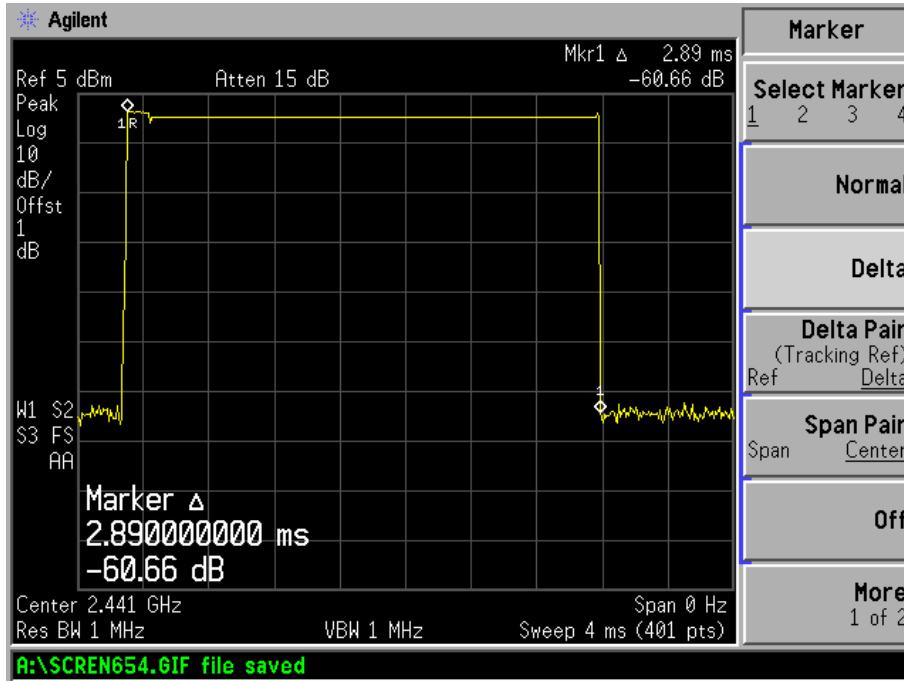 Agilent
Mkr1 Δ 2.89 ms
Ref 5 dBm Atten 15 dB -60.66 dB
Peak
Log
10
dB/
Offst
1
dB
1R
1
W1 S2
S3 FS
AA
Marker Δ
2.890000000 ms
-60.66 dB
Center 2.441 GHz Span 0 Hz
Res BW 1 MHz VBW 1 MHz Sweep 4 ms (401 pts)
A:\SCREN654.GIF file saved
Marker
Select Marker
1 2 3 4
Normal
Delta
Delta Pair
(Tracking Ref)
Ref Delta
Span Pair
Span Center
Off
More
1 of 2